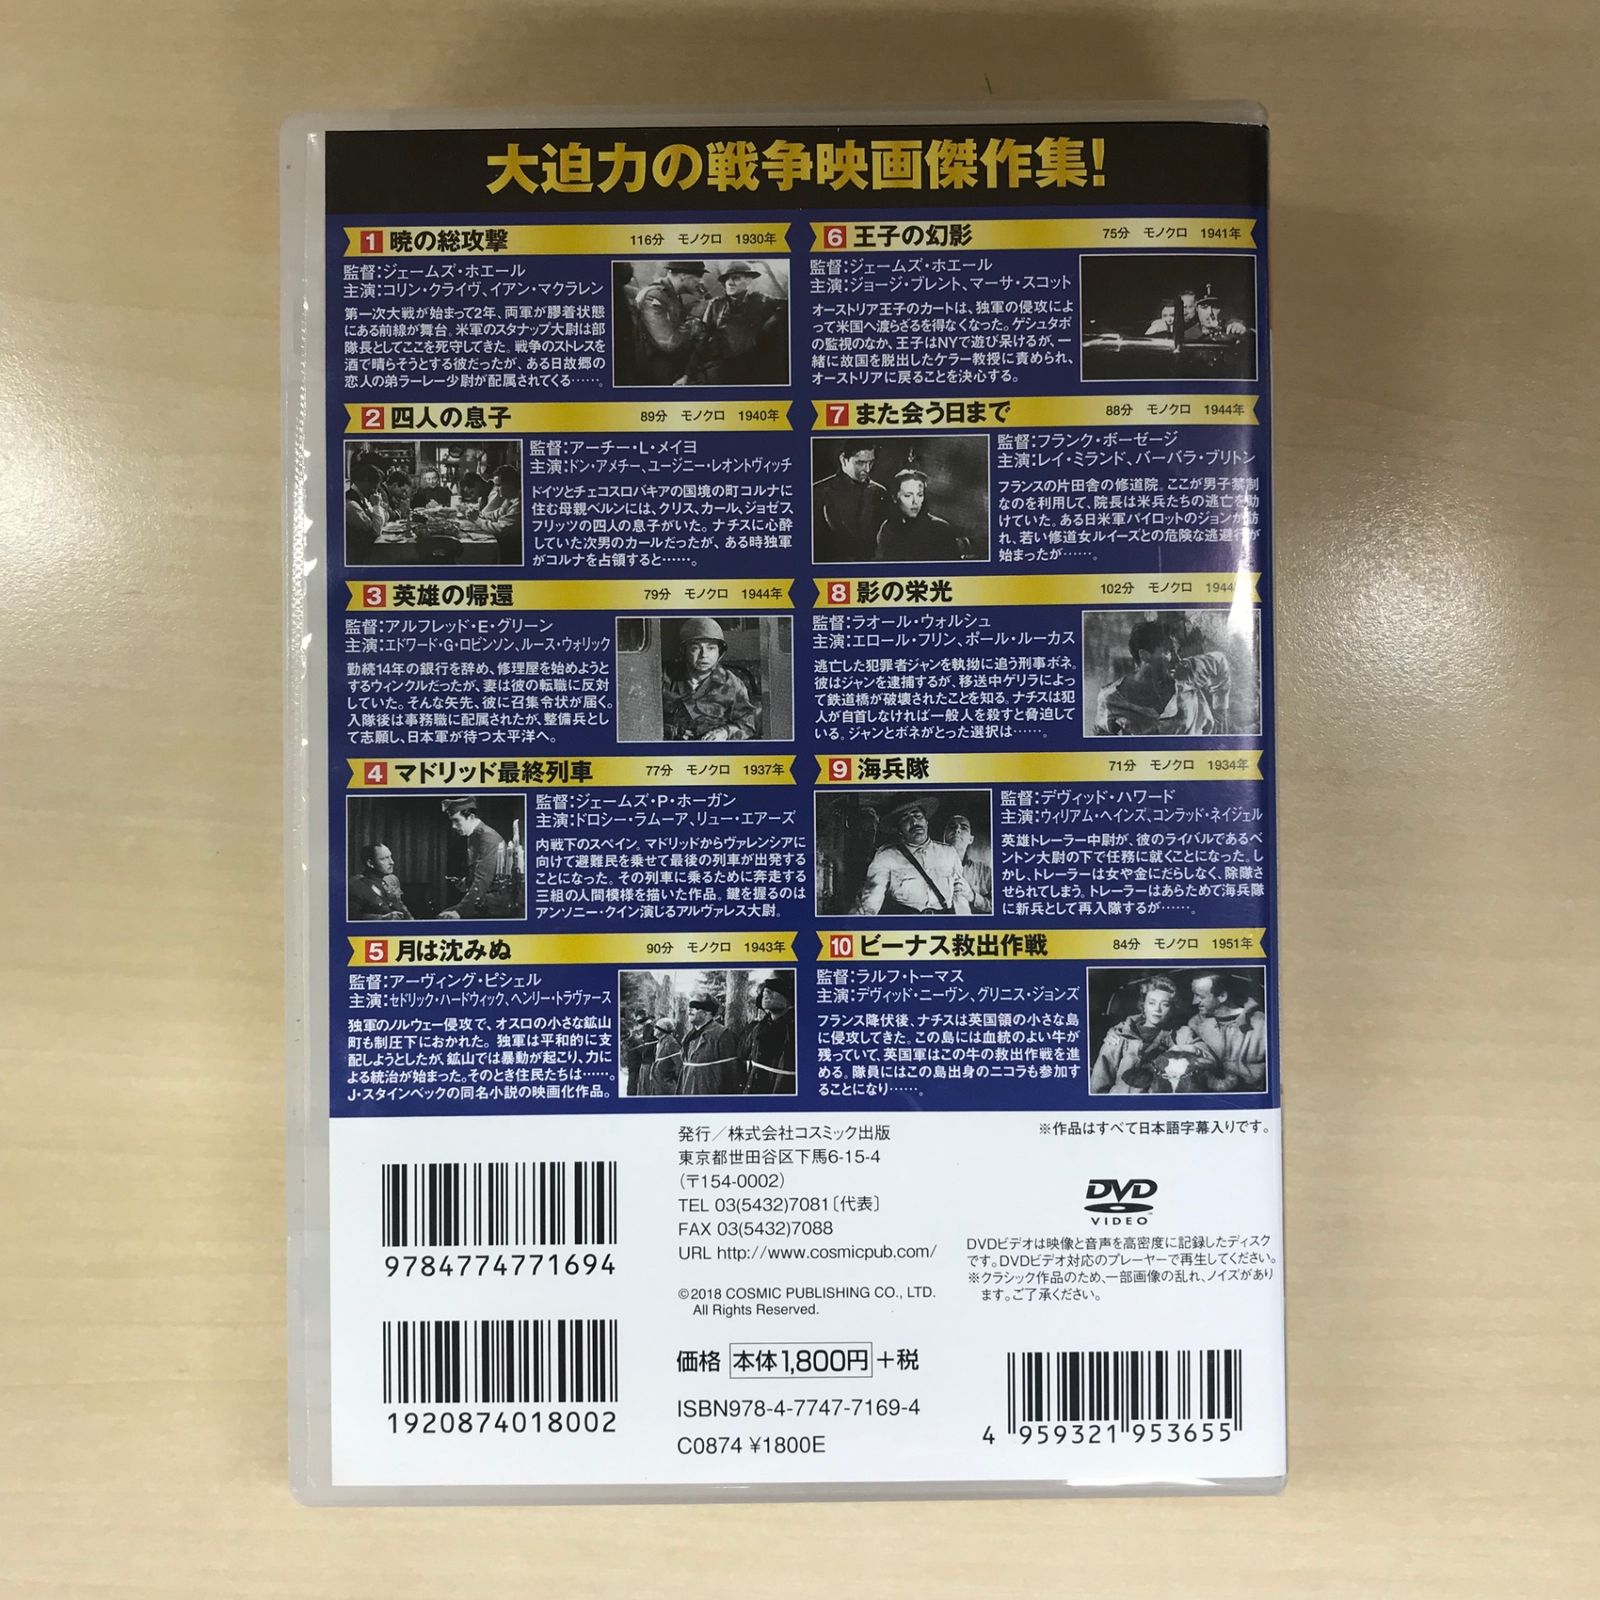 大迫力の戦争映画傑作集!
1 暁の総攻撃 116分 モノクロ 1930年
監督:ジェームズ・ホエール
主演:コリン・クライヴ、イアン・マクラレン
第一次大戦が始まって2年、両軍が膠着状態
にある前線が舞台。米軍のスタナップ大尉は部
隊長としてここを死守してきた。戦争のストレスを
酒で晴らそうとする彼だったが、ある日故郷の
恋人の弟ラーレー少尉が配属されてくる……。
2 四人の息子 89分 モノクロ 1940年
監督:アーチー・L・メイヨ
主演:ドン・アメチー、ユージニー・レオントヴィッチ
ドイツとチェコスロバキアの国境の町コルナに
住む母親ベルンには、クリス、カール、ジョゼフ、
フリッツの四人の息子がいた。ナチスに心酔
していた次男のカールだったが、ある時独軍
がコルナを占領すると……。
3 英雄の帰還 79分 モノクロ 1944年
監督:アルフレッド・E・グリーン
主演:エドワード・G・ロビンソン、ルース・ウォリック
勤続14年の銀行を辞め、修理屋を始めようと
するウィンクルだったが、妻は彼の転職に反対
していた。そんな矢先、彼に召集令状が届く。
入隊後は事務職に配属されたが、整備兵とし
て志願し、日本軍が待つ太平洋へ。
4 マドリッド最終列車 77分 モノクロ 1937年
監督:ジェームズ・P・ホーガン
主演:ドロシー・ラムーア、リュー・エアーズ
内戦下のスペイン。マドリッドからヴァレンシアに
向けて避難民を乗せて最後の列車が出発する
ことになった。その列車に乗るために奔走する
三組の人間模様を描いた作品。鍵を握るのは
アンソニー・クイン演じるアルヴァレス大尉。
5 月は沈みぬ 90分 モノクロ 1943年
監督:アーヴィング・ピシェル
主演:セドリック・ハードウィック、ヘンリー・トラヴァース
独軍のノルウェー侵攻で、オスロの小さな鉱山
町も制圧下におかれた。独軍は平和的に支
配しようとしたが、鉱山では暴動が起こり、力に
よる統治が始まった。そのとき住民たちは……。
J・スタインベックの同名小説の映画化作品。
6 王子の幻影 75分 モノクロ 1941年
監督:ジェームズ・ホエール
主演:ジョージ・ブレント、マーサ・スコット
オーストリア王子のカートは、独軍の侵攻によ
って米国へ渡らざるを得なくなった。ゲシュタポ
の監視のなか、王子はNYで遊び呆けるが、一
緒に故国を脱出したケラー教授に責められ、
オーストリアに戻ることを決心する。
7 また会う日まで 88分 モノクロ 1944年
監督:フランク・ボーゼージ
主演:レイ・ミランド、バーバラ・ブリトン
フランスの片田舎の修道院。ここが男子禁制
なのを利用して、院長は米兵たちの逃亡を助
けていた。ある日米軍パイロットのジョンが訪
れ、若い修道女ルイーズとの危険な逃避行が
始まったが……。
8 影の栄光 102分 モノクロ 1944
監督:ラオール・ウォルシュ
主演:エロール・フリン、ポール・ルーカス
逃亡した犯罪者ジャンを執拗に追う刑事ボネ。
彼はジャンを逮捕するが、移送中ゲリラによっ
て鉄道橋が破壊されたことを知る。ナチスは犯
人が自首しなければ一般人を殺すと脅迫して
いる。ジャンとボネがとった選択は……。
9 海兵隊 71分 モノクロ 1934年
監督:デヴィッド・ハワード
主演:ウィリアム・ヘインズ、コンラッド・ネイジェル
英雄トレーラー中尉が、彼のライバルであるベ
ントン大尉の下で任務に就くことになった。し
かし、トレーラーは女や金にだらしなく、除隊
させられてしまう。トレーラーはあらためて海兵隊
に新兵として再入隊するが……。
10 ビーナス救出作戦 84分 モノクロ 1951年
監督:ラルフ・トーマス
主演:デヴィッド・ニーヴン、グリニス・ジョンズ
フランス降伏後、ナチスは英国領の小さな島
に侵攻してきた。この島には血統のよい牛が
残っていて、英国軍はこの牛の救出作戦を進
める。隊員にはこの島出身のニコラも参加す
ることになり……。
9784774771694
1920874018002
発行/株式会社コスミック出版
東京都世田谷区下馬6-15-4
(〒154-0002)
TEL 03(5432)7081〔代表〕
FAX 03(5432)7088
URL http://www.cosmicpub.com/
©2018 COSMIC PUBLISHING CO., LTD.
All Rights Reserved.
価格 本体1,800円+税
ISBN978-4-7747-7169-4
C0874 ¥1800E
※作品はすべて日本語字幕入りです。
DVD
VIDEO™
DVDビデオは映像と音声を高密度に記録したディスク
です。DVDビデオ対応のプレーヤーで再生してください。
※クラシック作品のため、一部画像の乱れ、ノイズがあり
ます。ご了承ください。
4 959321 953655